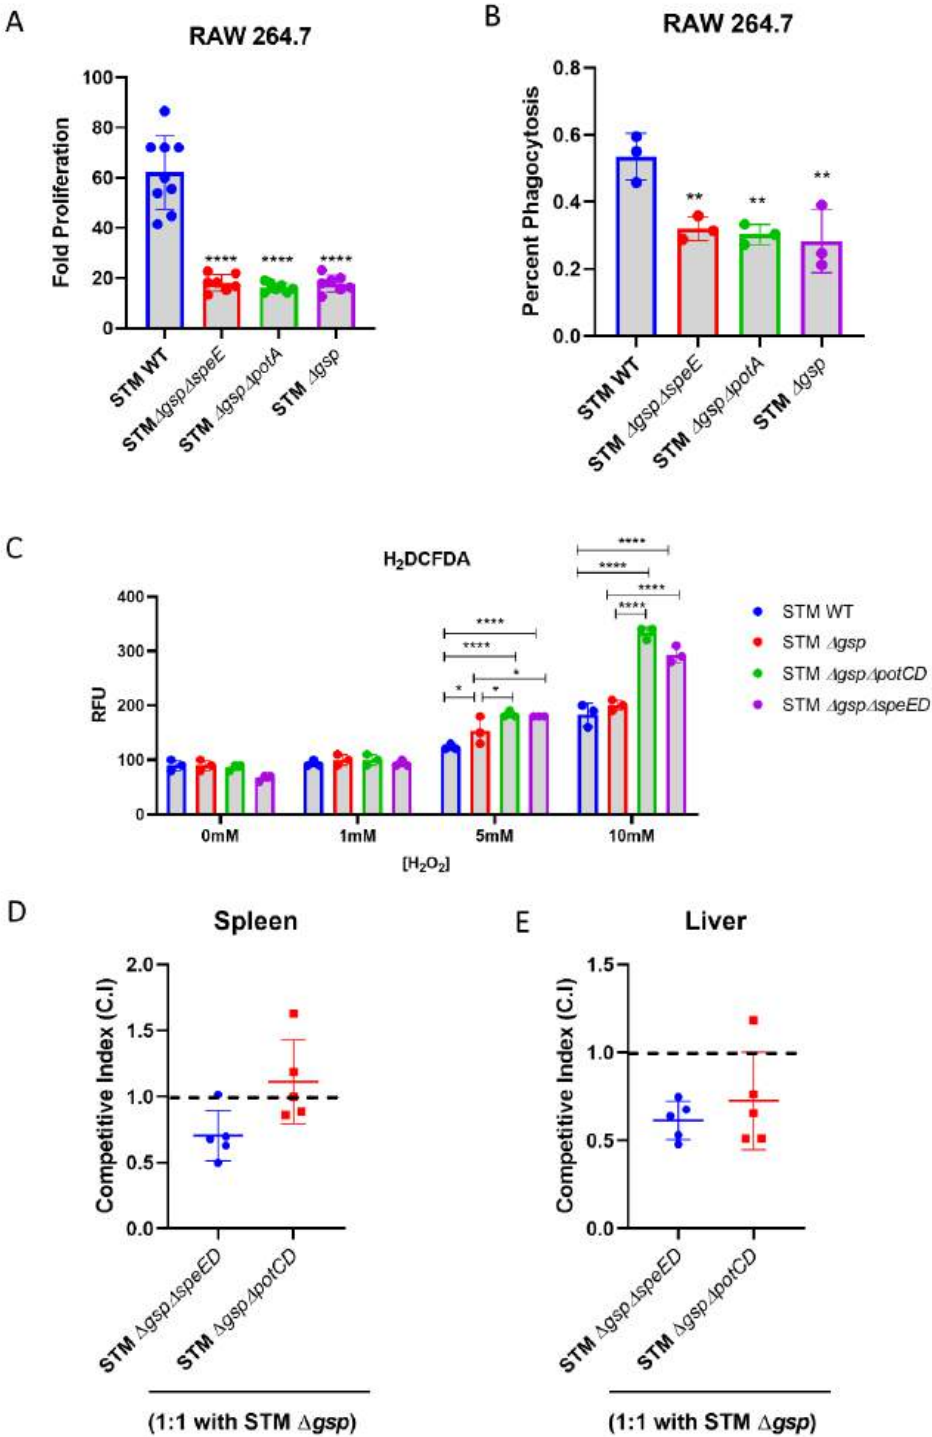 A
RAW 264.7
Fold Proliferation
100
80
60
40
20
0
****
****
****
STM WT
STMΔgspΔspeE
STM ΔgspΔpotA
STM Δgsp
B
RAW 264.7
Percent Phagocytosis
0.8
0.6
0.4
0.2
0.0
**
**
**
STM WT
STM ΔgspΔspeE
STM ΔgspΔpotA
STM Δgsp
C
H₂DCFDA
RFU
400
300
200
100
0
****
****
*
*
*
****
****
****
****
0mM
1mM
5mM
10mM
[H₂O₂]
STM WT
STM Δgsp
STM ΔgspΔpotCD
STM ΔgspΔspeED
D
Spleen
Competitive Index (C.I)
2.0
1.5
1.0
0.5
0.0
STM ΔgspΔspeED
STM ΔgspΔpotCD
(1:1 with STM Δgsp)
E
Liver
Competitive Index (C.I)
1.5
1.0
0.5
0.0
STM ΔgspΔspeED
STM ΔgspΔpotCD
(1:1 with STM Δgsp)